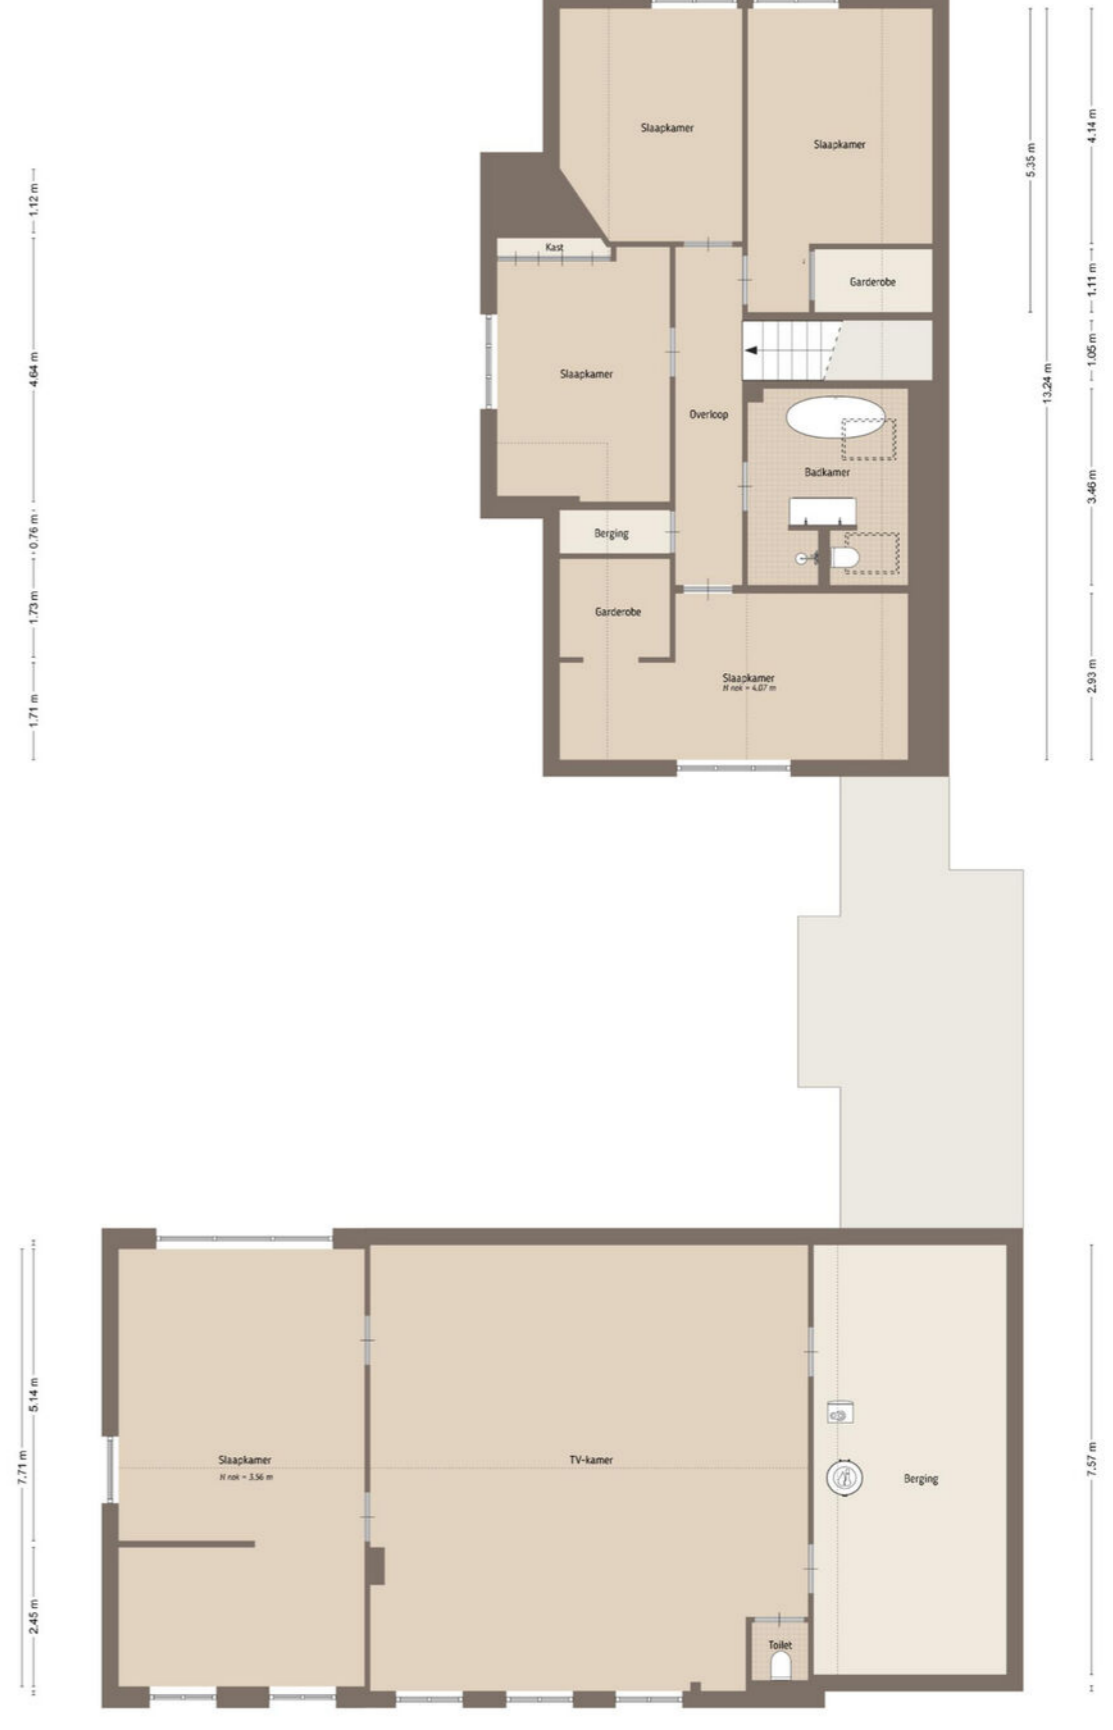 Slaapkamer
Slaapkamer
4.14 m
5.35 m
1.12 m
Kast
Garderobe
1.11 m
1.05 m
13.24 m
4.64 m
Slaapkamer
Overloop
Badkamer
3.46 m
Berging
0.76 m
Garderobe
1.73 m
Slaapkamer
H nok = 4.07 m
2.93 m
1.71 m
5.14 m
7.71 m
Slaapkamer
H nok = 3.56 m
TV-kamer
Berging
7.57 m
2.45 m
Toilet